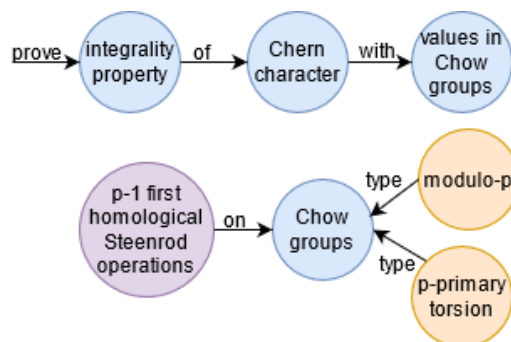 prove
integrality
property
of
Chern
character
with
values in
Chow
groups
p-1 first
homological
Steenrod
operations
on
Chow
groups
type
modulo-p
type
p-primary
torsion